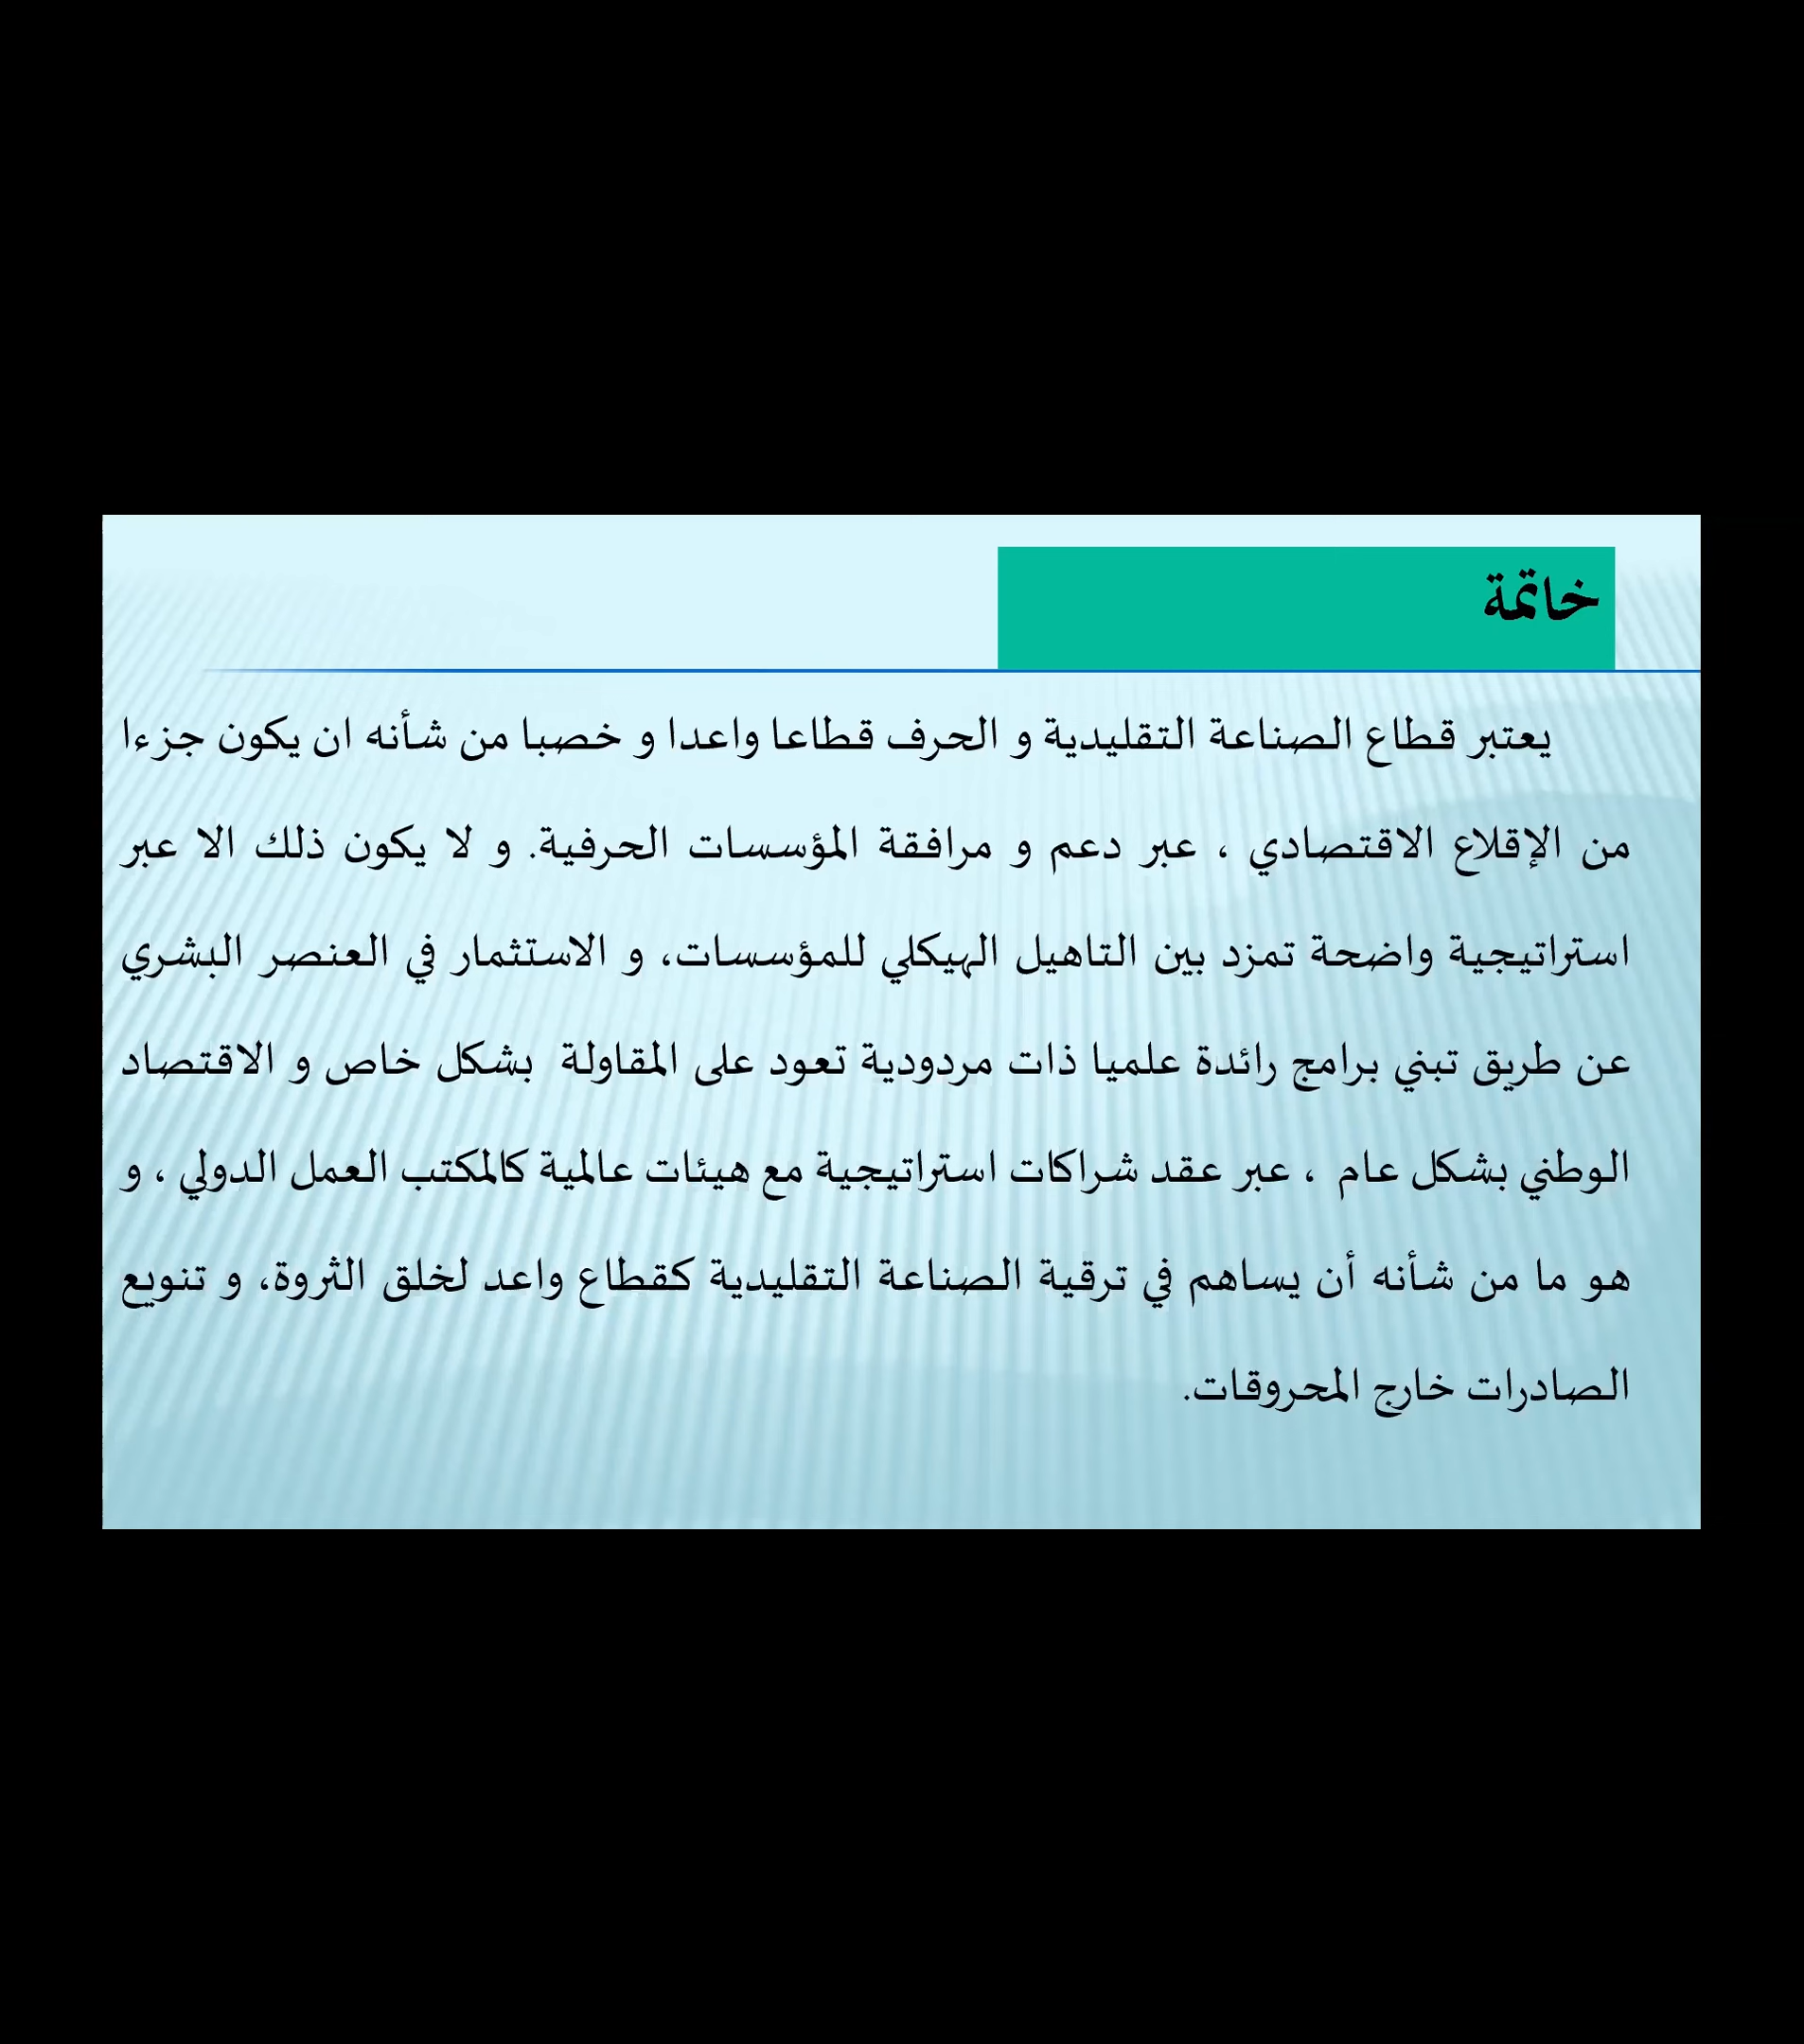 خاتمة
يعتبر قطاع الصناعة التقليدية و الحرف قطاعا واعدا و خصبا من شأنه ان يكون جزءا
من الإقلاع الاقتصادي ، عبر دعم و مرافقة المؤسسات الحرفية. و لا يكون ذلك الا عبر
استراتيجية واضحة تمزد بين التاهيل الهيكلي للمؤسسات، و الاستثمار في العنصر البشري
عن طريق تبني برامج رائدة علميا ذات مردودية تعود على المقاولة بشكل خاص و الاقتصاد
الوطني بشكل عام ، عبر عقد شراكات استراتيجية مع هيئات عالمية كالمكتب العمل الدولي ، و
هو ما من شأنه أن يساهم في ترقية الصناعة التقليدية كقطاع واعد لخلق الثروة، و تنويع
الصادرات خارج المحروقات.